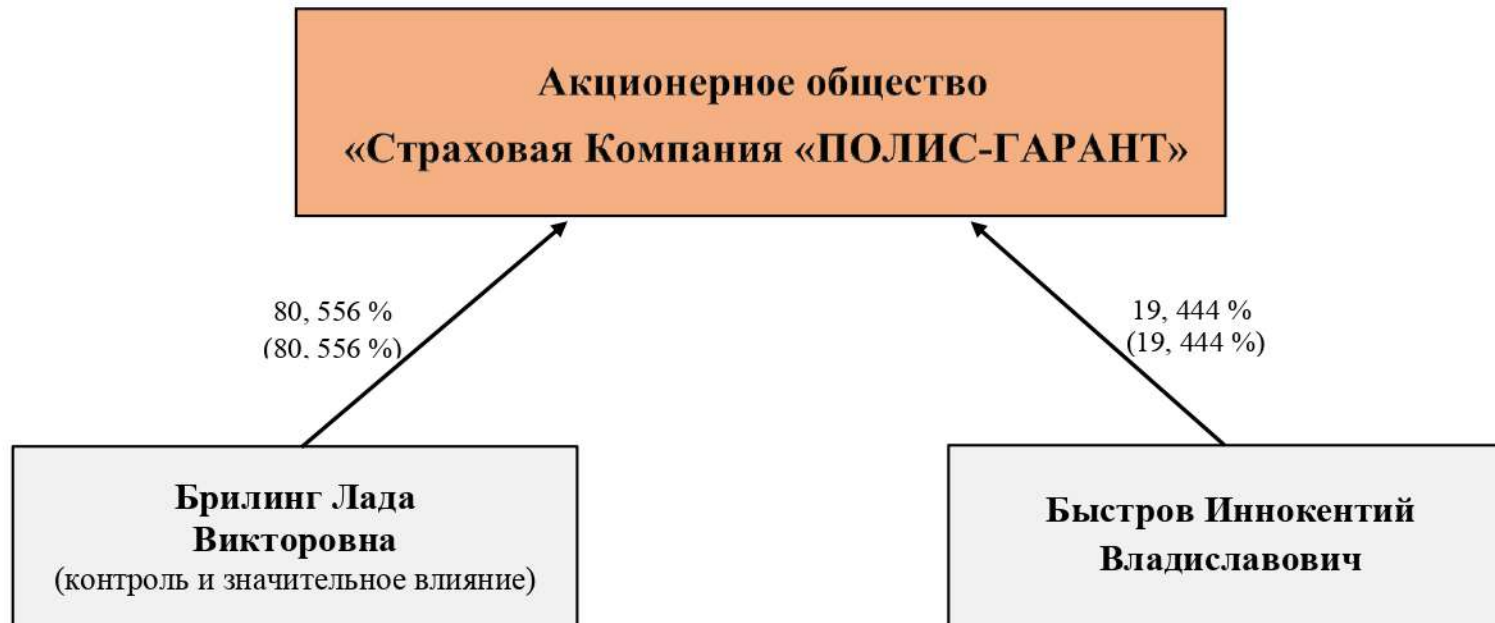 Акционерное общество
«Страховая Компания «ПОЛИС-ГАРАНТ»
80, 556 %
(80, 556 %)
19, 444 %
(19, 444 %)
Брилинг Лада
Викторовна
(контроль и значительное влияние)
Быстров Иннокентий
Владиславович